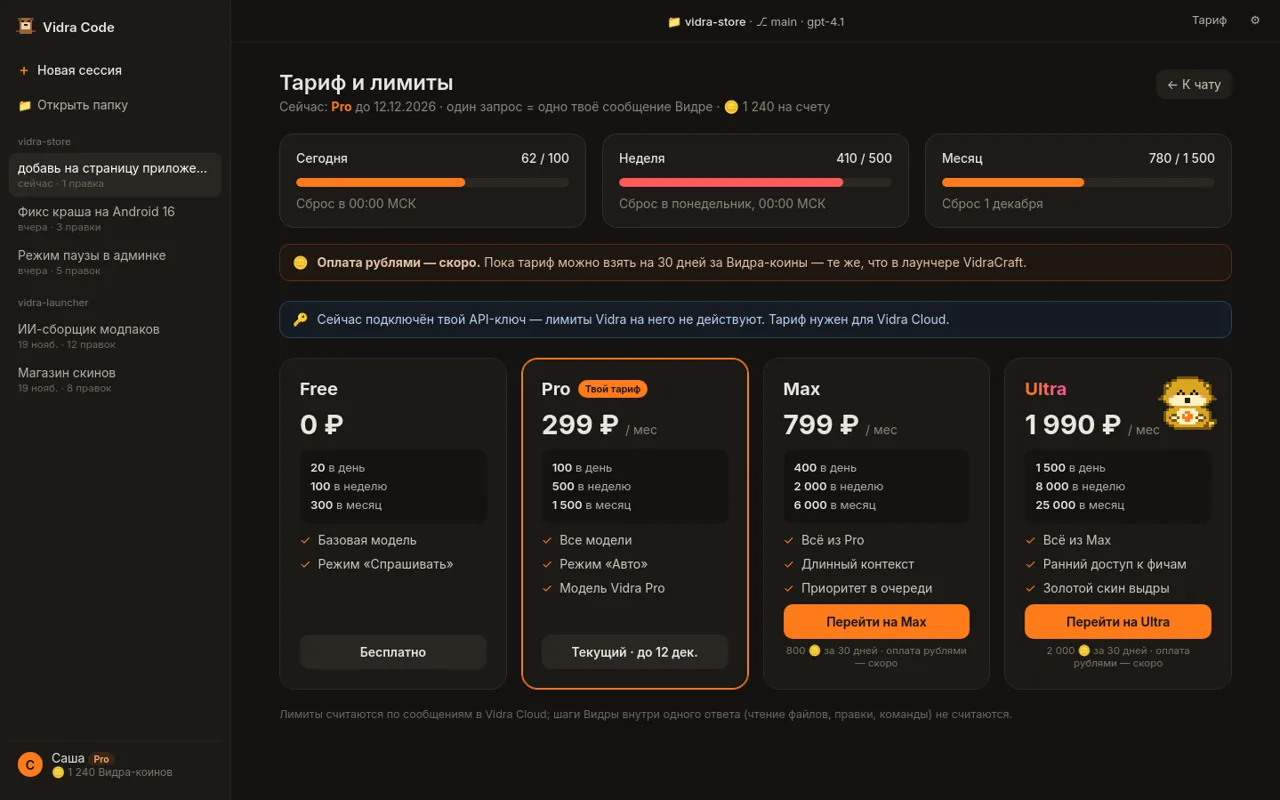 Vidra Code
+ Новая сессия
📁 Открыть папку
vidra-store
добавь на страницу приложе...
сейчас · 1 правка
Фикс краша на Android 16
вчера · 3 правки
Режим паузы в админке
вчера · 5 правок
vidra-launcher
ИИ-сборщик модпаков
19 нояб. · 12 правок
Магазин скинов
19 нояб. · 8 правок
С
Саша Pro
🪙 1 240 Видра-коинов
📁 vidra-store · ⎇ main · gpt-4.1
Тариф ⚙
Тариф и лимиты
← К чату
Сейчас: Pro до 12.12.2026 · один запрос = одно твоё сообщение Видре · 🪙 1 240 на счету
Сегодня 62 / 100
Сброс в 00:00 МСК
Неделя 410 / 500
Сброс в понедельник, 00:00 МСК
Месяц 780 / 1 500
Сброс 1 декабря
🪙 Оплата рублями — скоро. Пока тариф можно взять на 30 дней за Видра-коины — те же, что в лаунчере VidraCraft.
🔑 Сейчас подключён твой API-ключ — лимиты Vidra на него не действуют. Тариф нужен для Vidra Cloud.
Free
0 ₽
20 в день
100 в неделю
300 в месяц
✓ Базовая модель
✓ Режим «Спрашивать»
Бесплатно
Pro Твой тариф
299 ₽ / мес
100 в день
500 в неделю
1 500 в месяц
✓ Все модели
✓ Режим «Авто»
✓ Модель Vidra Pro
Текущий · до 12 дек.
Max
799 ₽ / мес
400 в день
2 000 в неделю
6 000 в месяц
✓ Всё из Pro
✓ Длинный контекст
✓ Приоритет в очереди
Перейти на Max
800 🪙 за 30 дней · оплата рублями
— скоро
Ultra
1 990 ₽ / мес
1 500 в день
8 000 в неделю
25 000 в месяц
✓ Всё из Max
✓ Ранний доступ к фичам
✓ Золотой скин выдры
Перейти на Ultra
2 000 🪙 за 30 дней · оплата
рублями — скоро
Лимиты считаются по сообщениям в Vidra Cloud; шаги Видры внутри одного ответа (чтение файлов, правки, команды) не считаются.